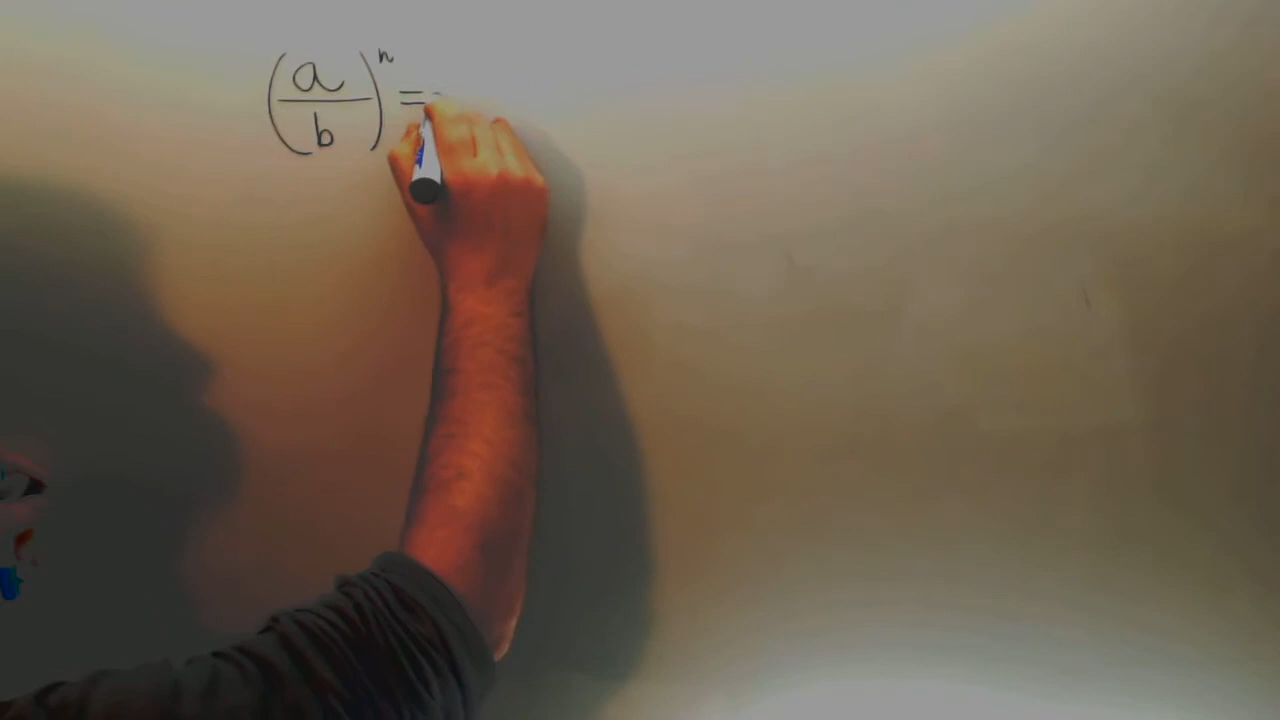 (a/b)^n =